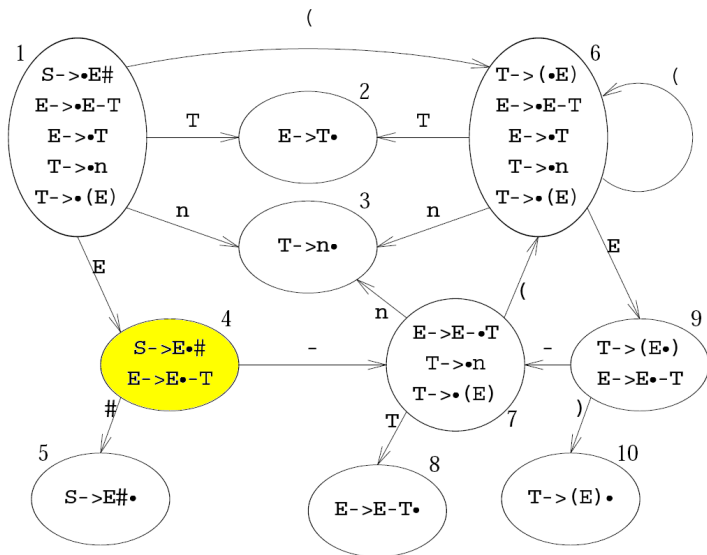 (
1
S->•E#
E->•E-T
E->•T
T->•n
T->•(E)
T
2
E->T•
T
6
T->(•E)
E->•E-T
E->•T
T->•n
T->•(E)
(
n
3
T->n•
n
E
E
4
S->E•#
E->E•-T
-
n
(
E->E-•T
T->•n
T->•(E)
7
-
9
T->(E•)
E->E•-T
#
T
)
5
S->E#•
8
E->E-T•
10
T->(E)•